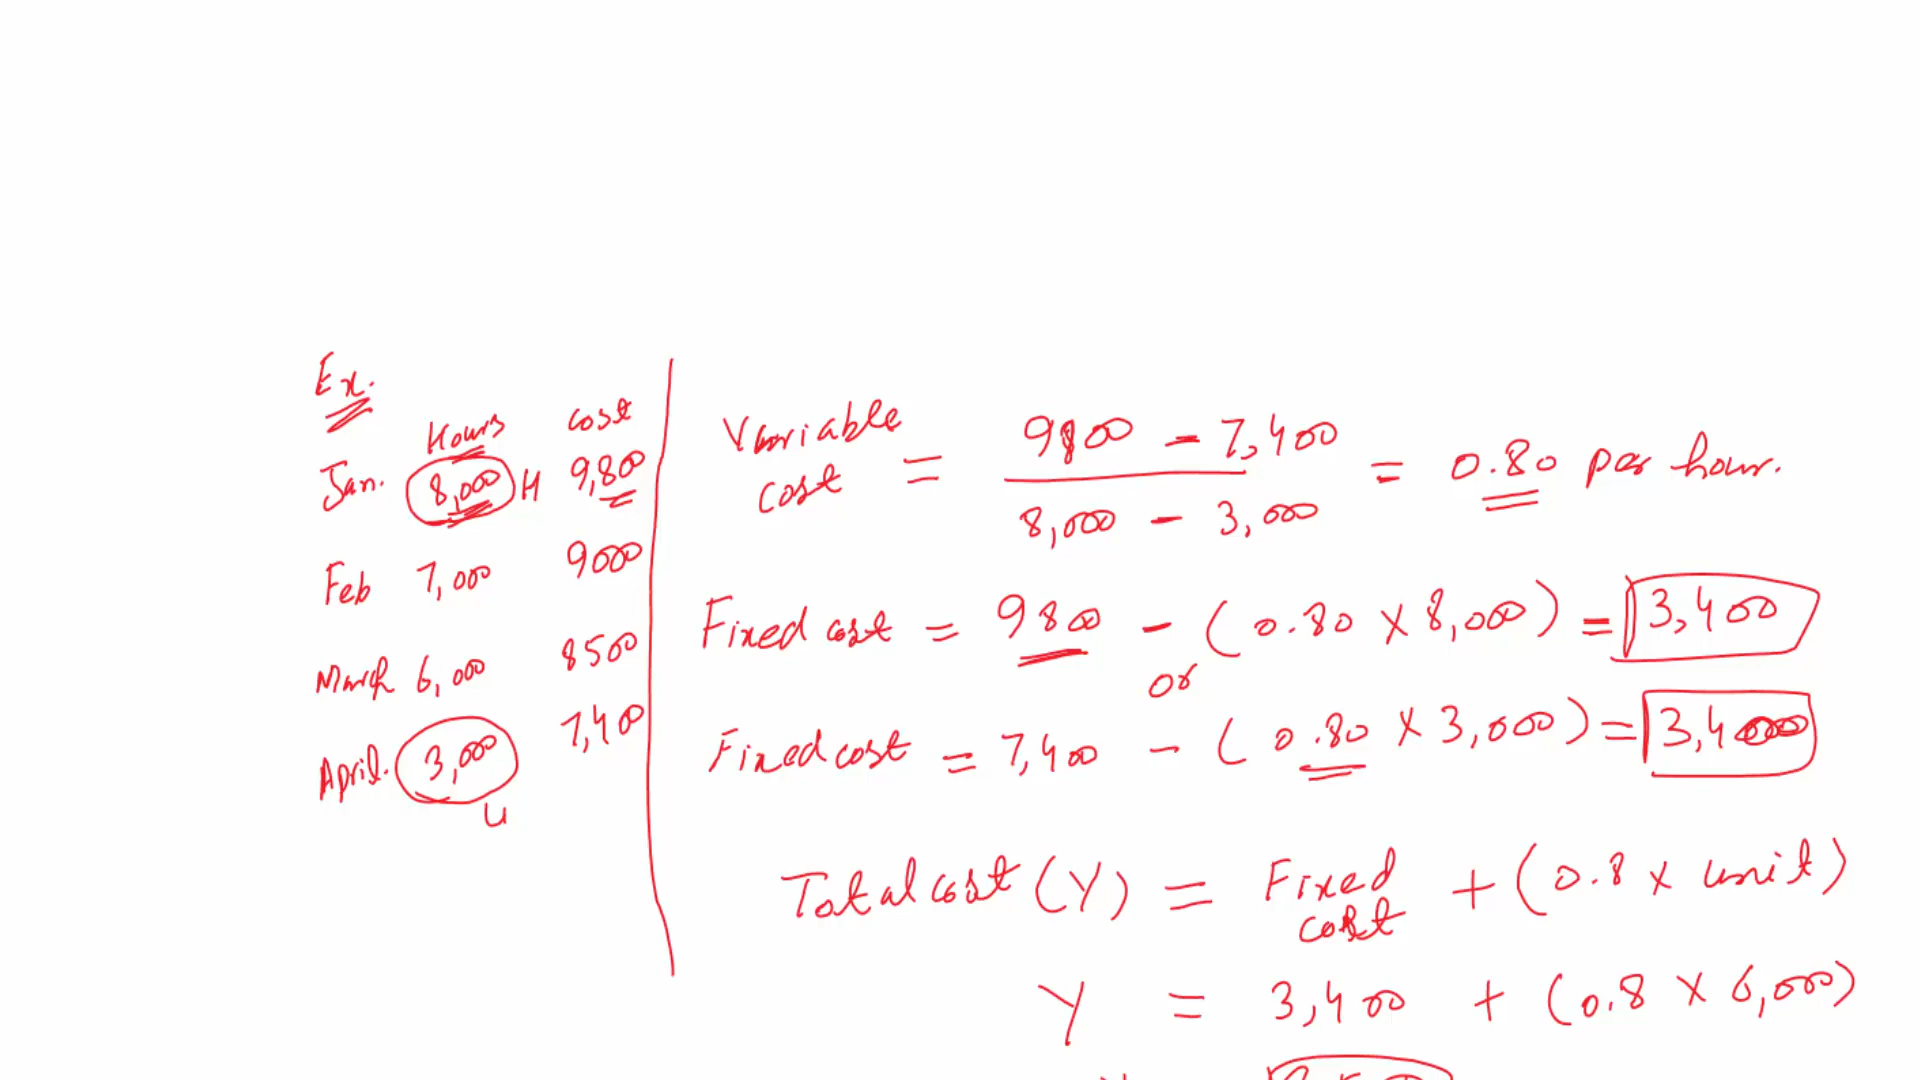 Ex.
Hours cost
Jan. 8,000 H 9,800
Feb 7,000 9000
March 6,000 8500
April. 3,000 7,400
L
Variable cost = 9800 - 7,400 / 8,000 - 3,000 = 0.80 per hour.
Fixed cost = 9800 - (0.80 × 8,000) = 3,400
or
Fixed cost = 7,400 - (0.80 × 3,000) = 3,400
Total cost (Y) = Fixed cost + (0.8 × unit)
Y = 3,400 + (0.8 × 6,000)